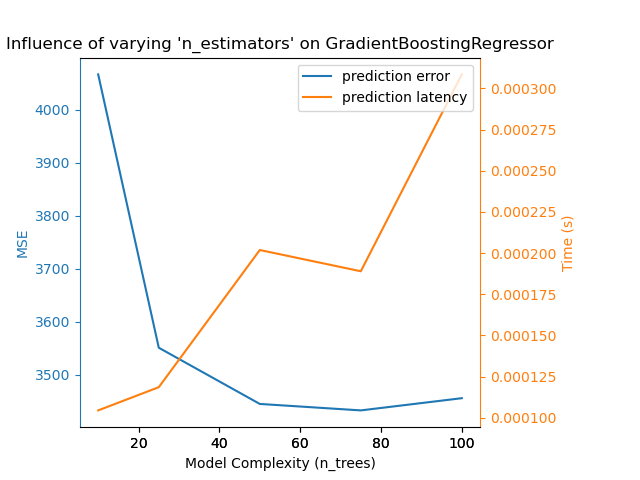 Influence of varying 'n_estimators' on GradientBoostingRegressor
prediction error
prediction latency
4000
3900
3800
3700
3600
3500
MSE
0.000300
0.000275
0.000250
0.000225
0.000200
0.000175
0.000150
0.000125
0.000100
Time (s)
20 40 60 80 100
Model Complexity (n_trees)